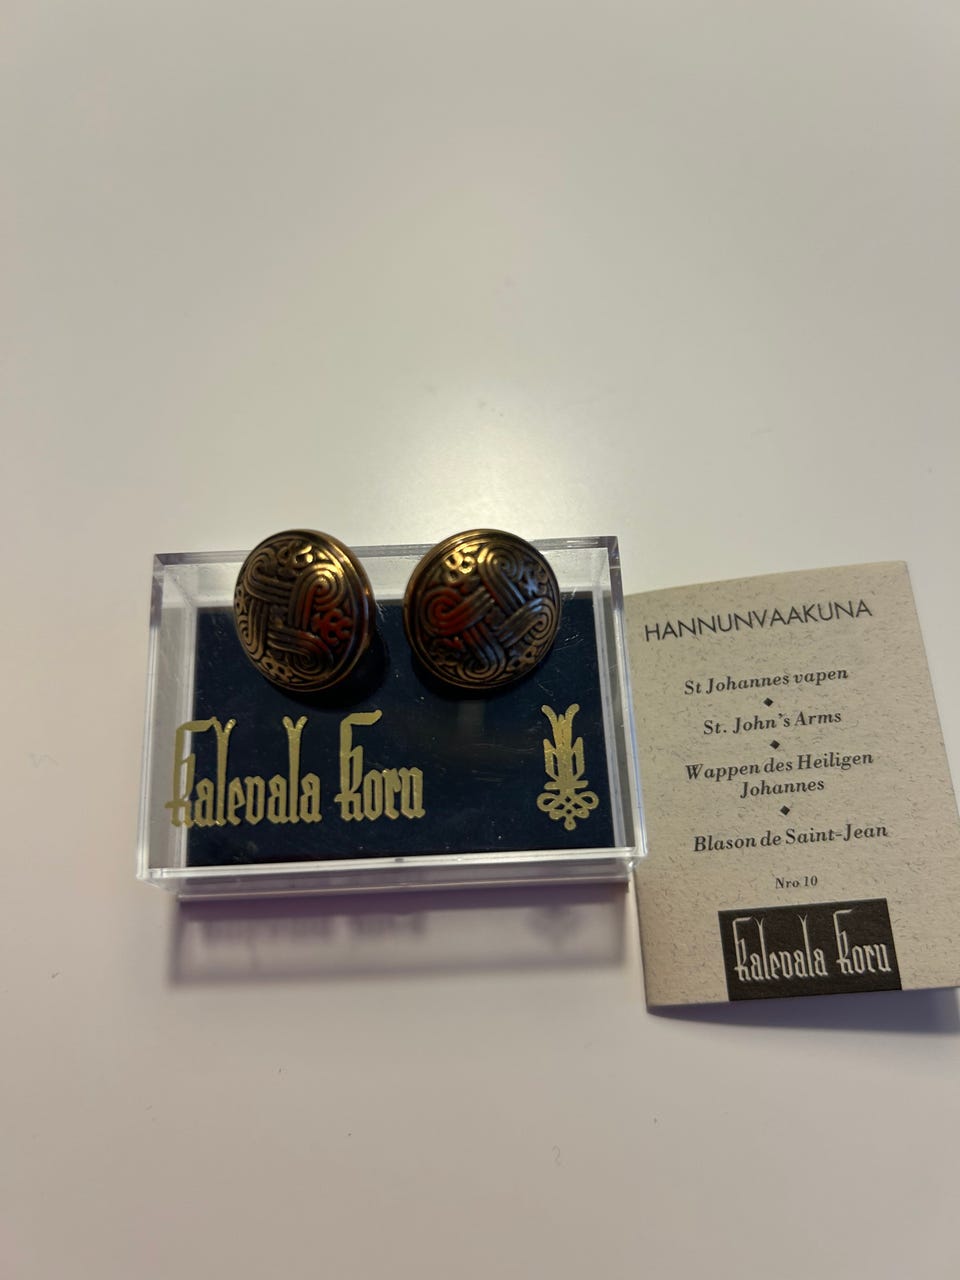 Kalevala Koru
HANNUNVAAKUNA
St Johannes vapen
St. John's Arms
Wappen des Heiligen
Johannes
Blason de Saint-Jean
Nro 10
Kalevala Koru